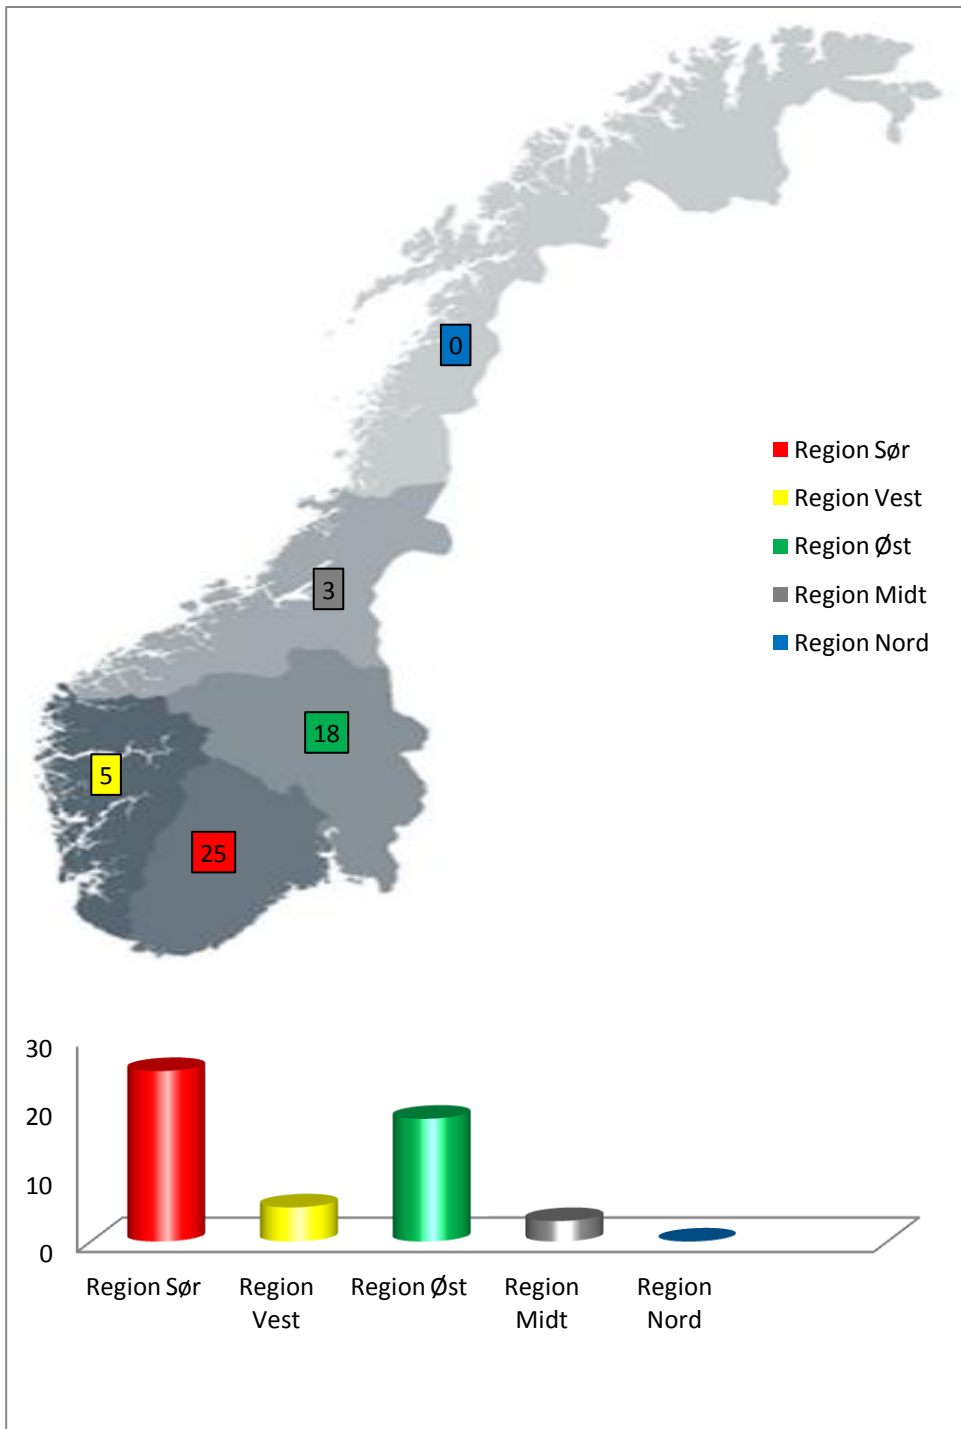 0
Region Sør
Region Vest
Region Øst
3
Region Midt
Region Nord
18
5
25
30
20
10
0
Region Sør
Region
Vest
Region Øst
Region
Midt
Region
Nord